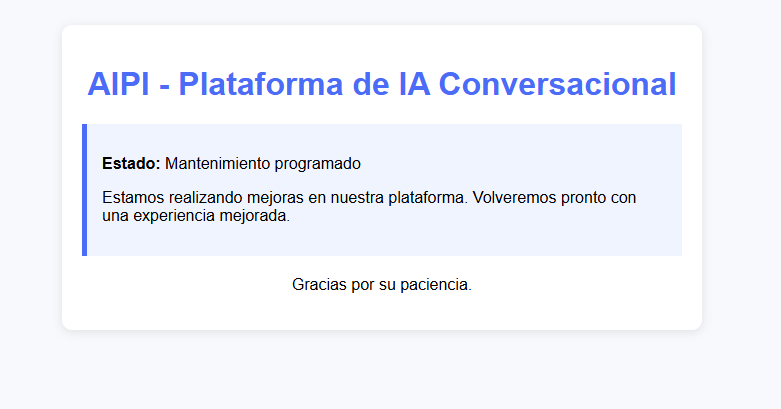 AIPI - Plataforma de IA Conversacional
Estado: Mantenimiento programado
Estamos realizando mejoras en nuestra plataforma. Volveremos pronto con
una experiencia mejorada.
Gracias por su paciencia.